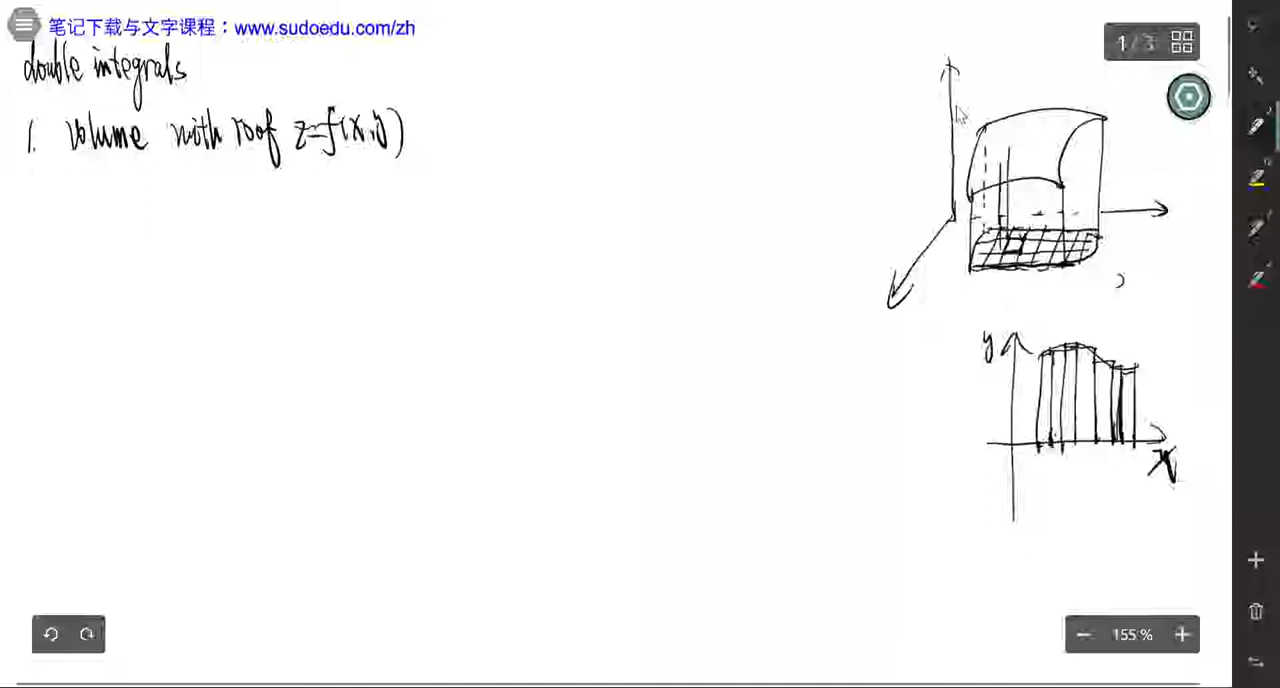 笔记下载与文字课程：www.sudoedu.com/zh
double integrals
1. volume with roof z=f(x,y)
1 / 3
y
x
155 %